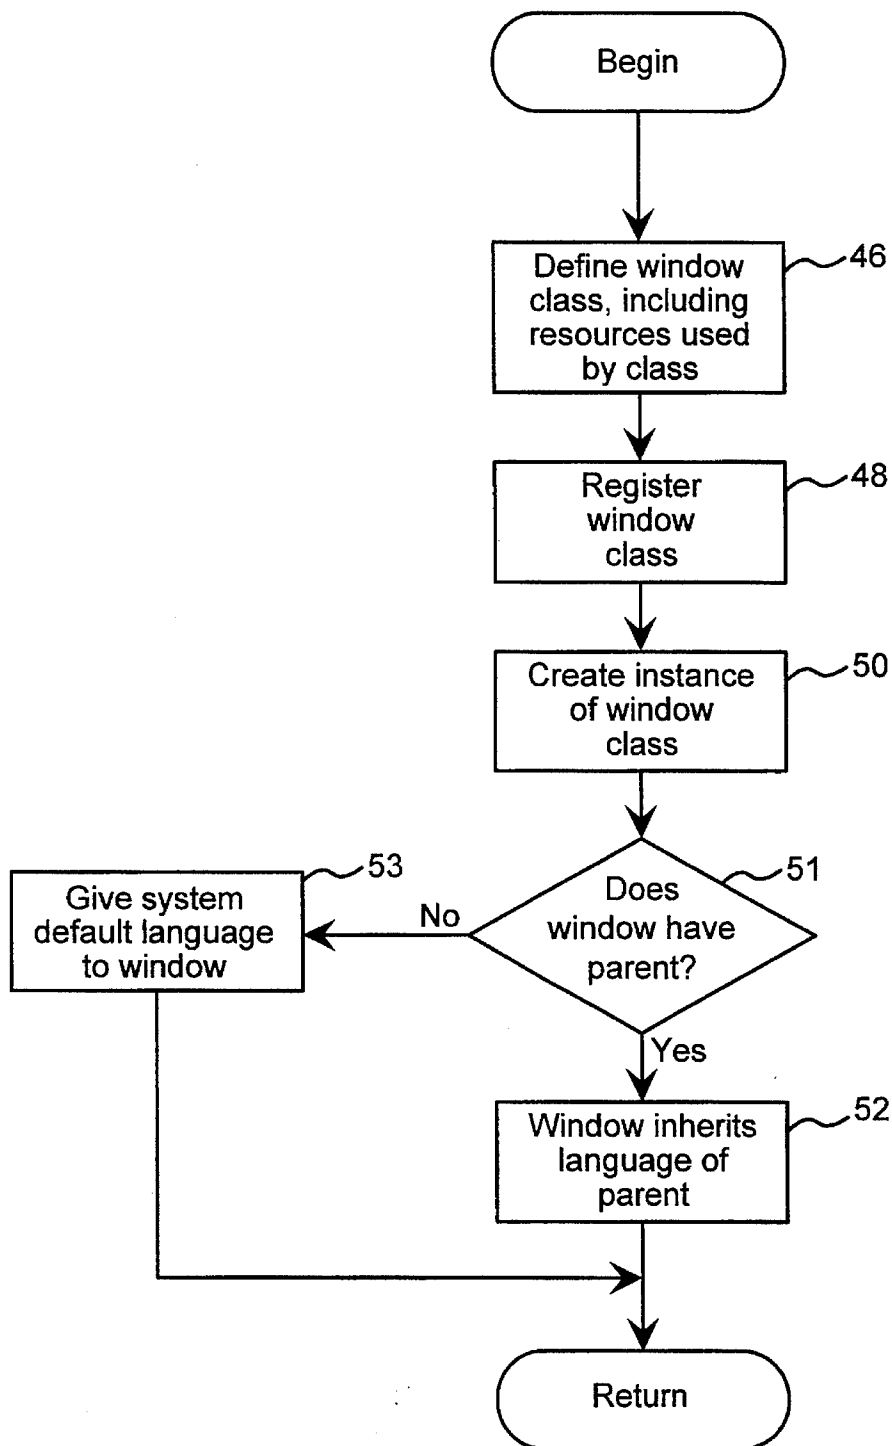 Begin
Define window
class, including
resources used
by class
46
Register
window
class
48
Create instance
of window
class
50
Does
window have
parent?
51
No
Give system
default language
to window
53
Yes
Window inherits
language of
parent
52
Return